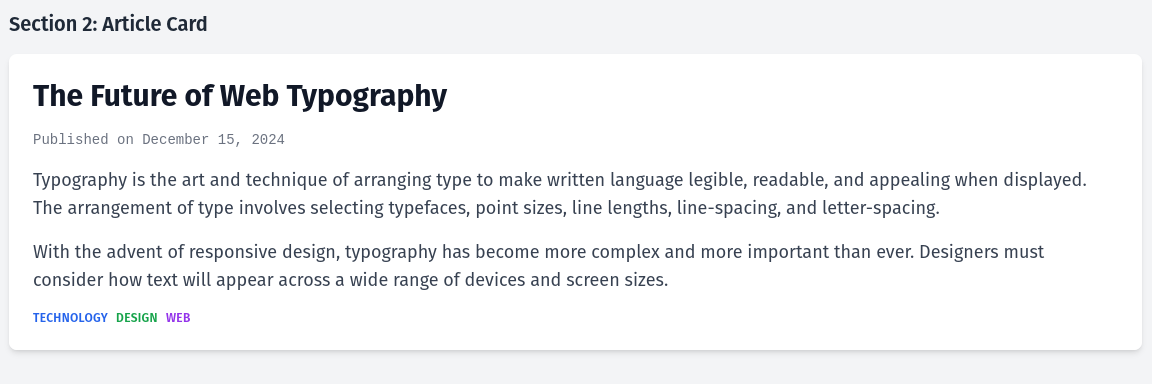 Section 2: Article Card
The Future of Web Typography
Published on December 15, 2024
Typography is the art and technique of arranging type to make written language legible, readable, and appealing when displayed.
The arrangement of type involves selecting typefaces, point sizes, line lengths, line-spacing, and letter-spacing.
With the advent of responsive design, typography has become more complex and more important than ever. Designers must
consider how text will appear across a wide range of devices and screen sizes.
TECHNOLOGY DESIGN WEB